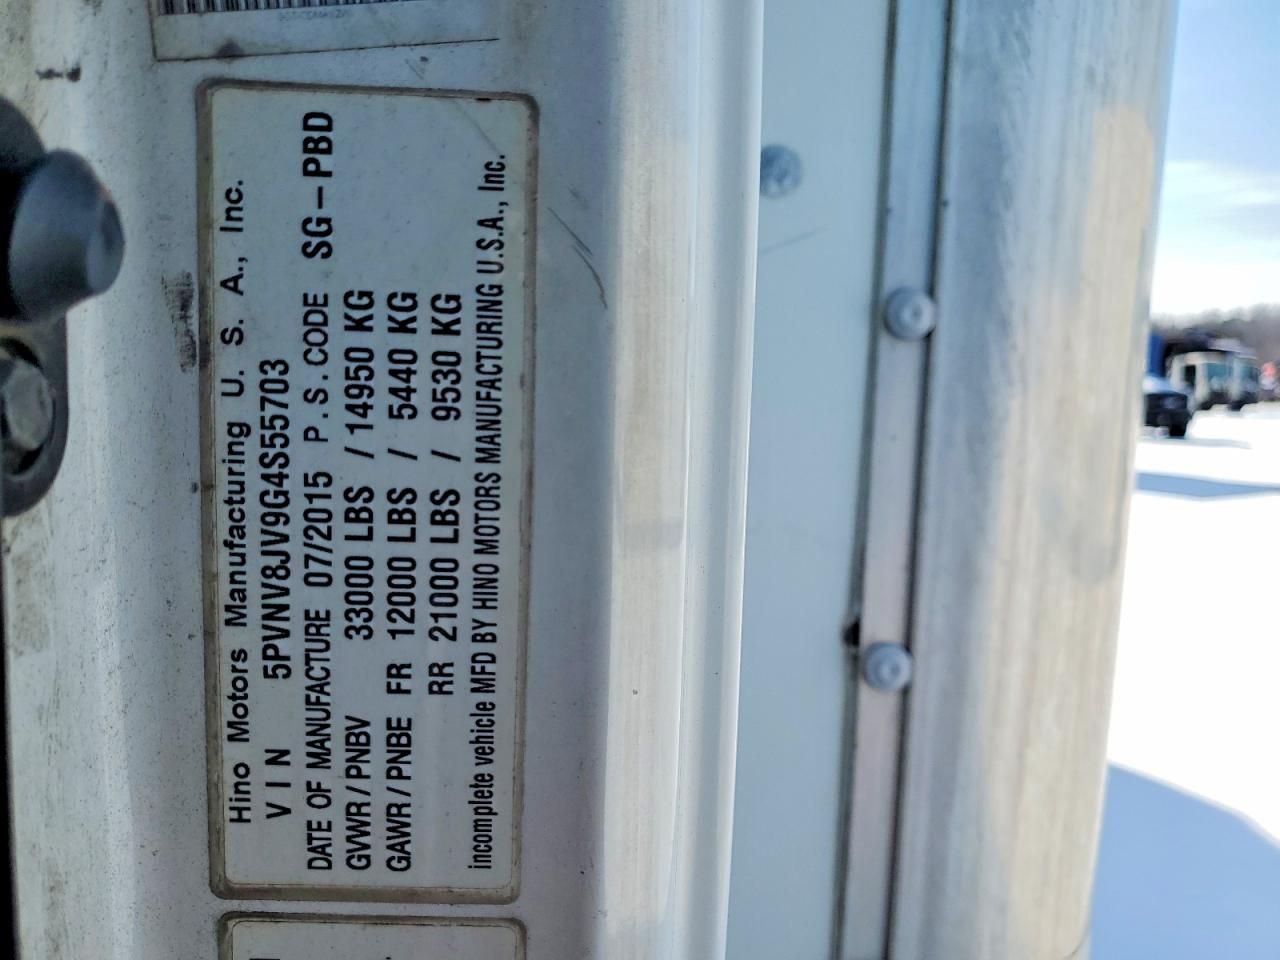 Hino Motors Manufacturing U. S. A., Inc.
VIN 5PVNV8JV9G4S55703
DATE OF MANUFACTURE 07/2015 P.S.CODE SG-PBD
GVWR/PNBV 33000 LBS / 14950 KG
GAWR/PNBE FR 12000 LBS / 5440 KG
RR 21000 LBS / 9530 KG
incomplete vehicle MFD BY HINO MOTORS MANUFACTURING U.S.A., Inc.